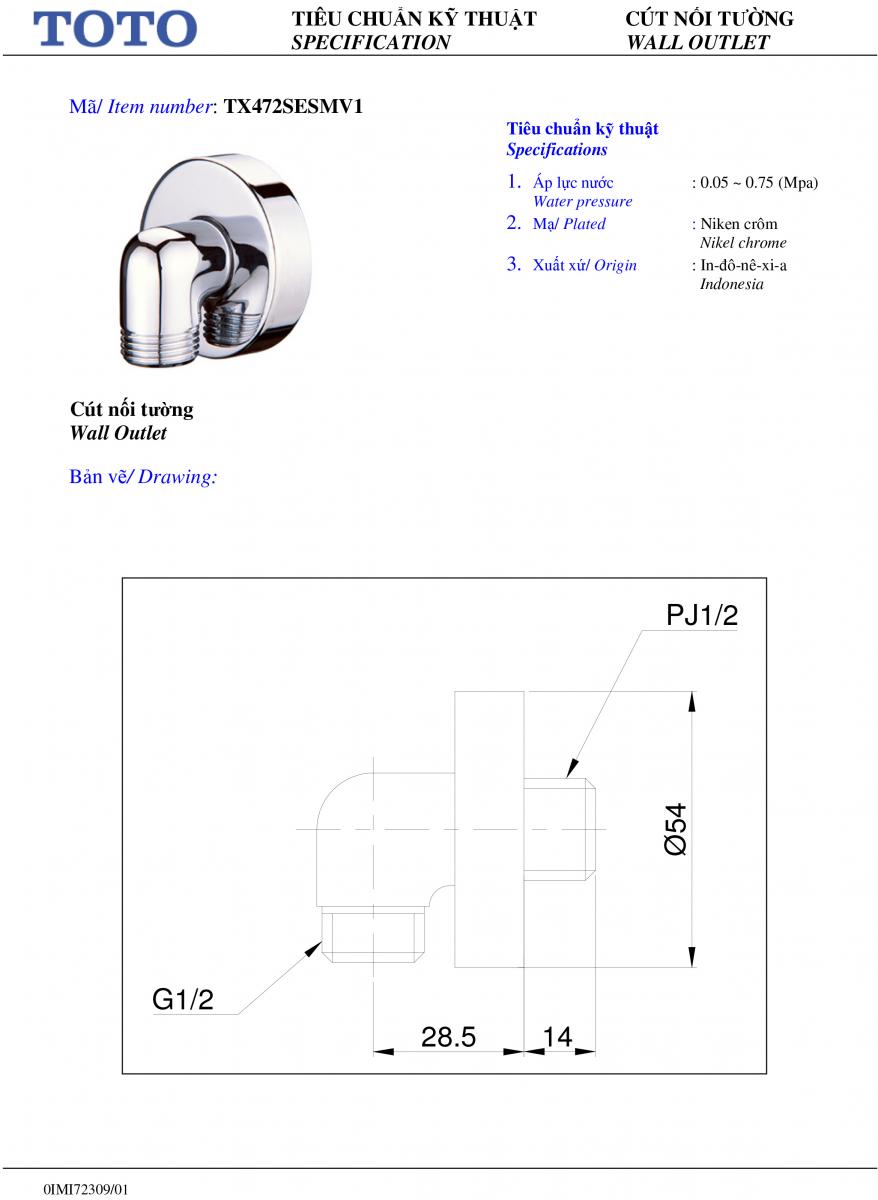 TOTO
TIÊU CHUẨN KỸ THUẬT
SPECIFICATION
CÚT NỐI TƯỜNG
WALL OUTLET
Mã/ Item number: TX472SESMV1
Tiêu chuẩn kỹ thuật
Specifications
1. Áp lực nước : 0.05 ~ 0.75 (Mpa)
Water pressure
2. Mạ/ Plated : Niken crôm
Nikel chrome
3. Xuất xứ/ Origin : In-đô-nê-xi-a
Indonesia
Cút nối tường
Wall Outlet
Bản vẽ/ Drawing:
PJ1/2
Ø54
G1/2
28.5
14
0IMI72309/01